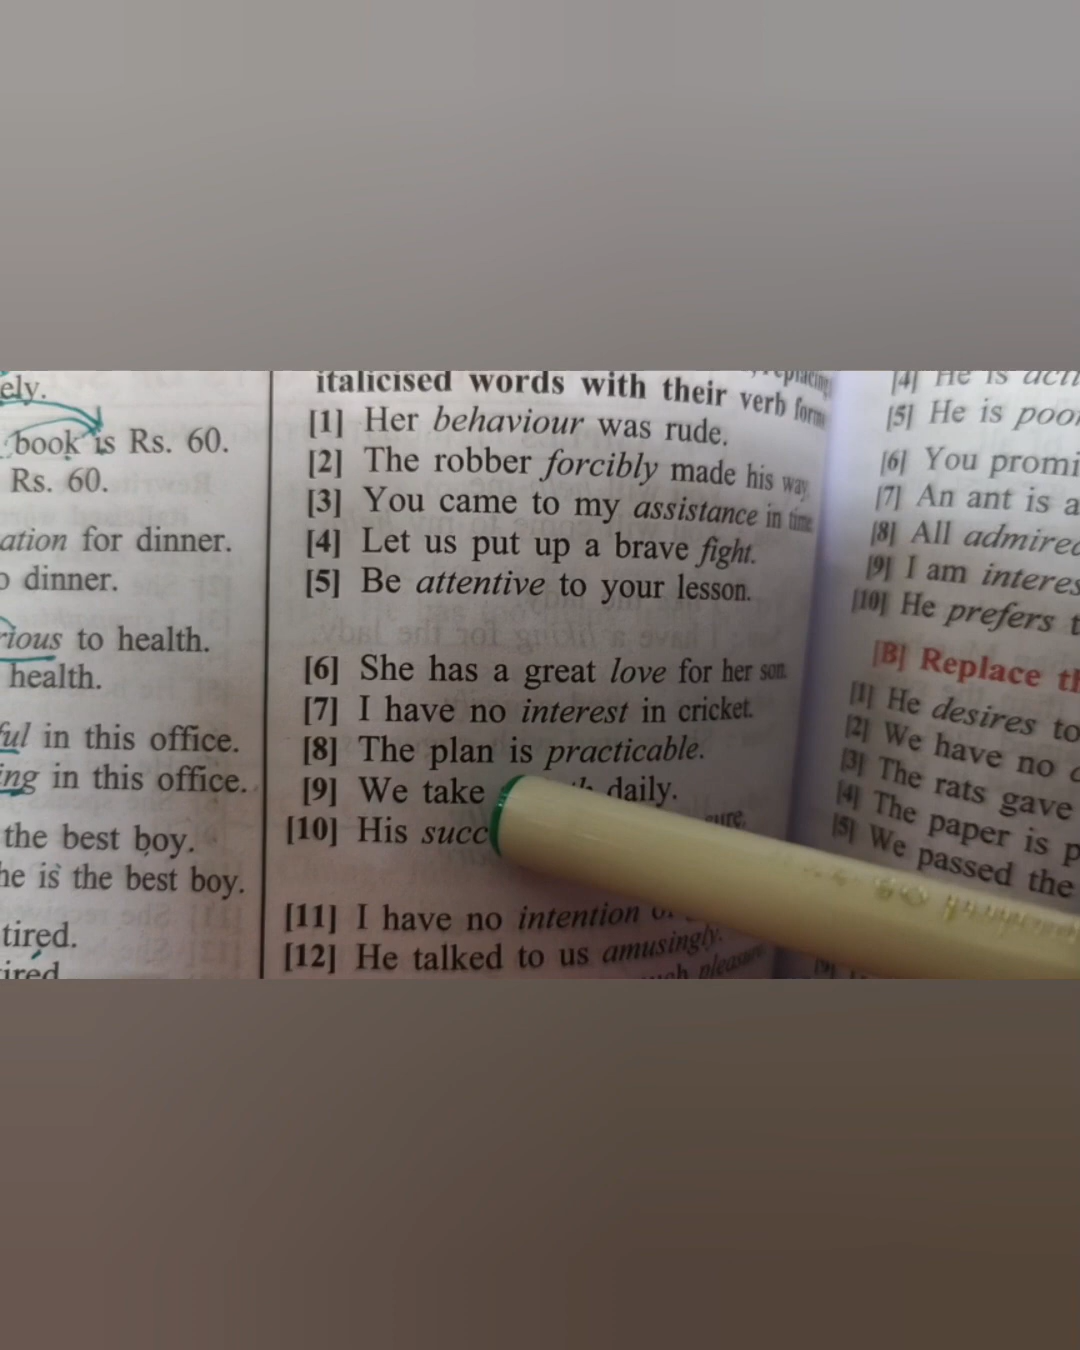 ely.
book is Rs. 60.
Rs. 60.
ation for dinner.
dinner.
rious to health.
health.
ful in this office.
ing in this office.
the best boy.
he is the best boy.
tired.
ired
italicised words with their verb form
[1] Her behaviour was rude.
[2] The robber forcibly made his way
[3] You came to my assistance in time
[4] Let us put up a brave fight.
[5] Be attentive to your lesson.
[6] She has a great love for her son
[7] I have no interest in cricket.
[8] The plan is practicable.
[9] We take daily.
[10] His succ
[11] I have no intention
[12] He talked to us amusingly.
pleasure
[4] He is acti
[5] He is poor
[6] You promi
[7] An ant is a
[8] All admired
[9] I am interes
[10] He prefers t
[B] Replace th
[1] He desires to
[2] We have no
[3] The rats gave
[4] The paper is p
[5] We passed the